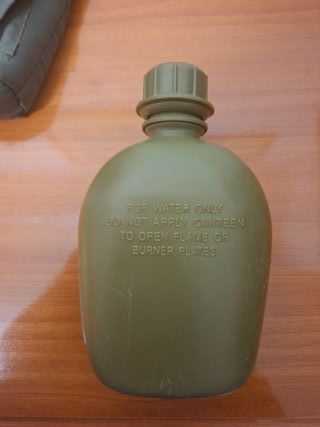 FOR WATER ONLY
DO NOT APPLY CANTEEN
TO OPEN FLAME OR
BURNER PLATES